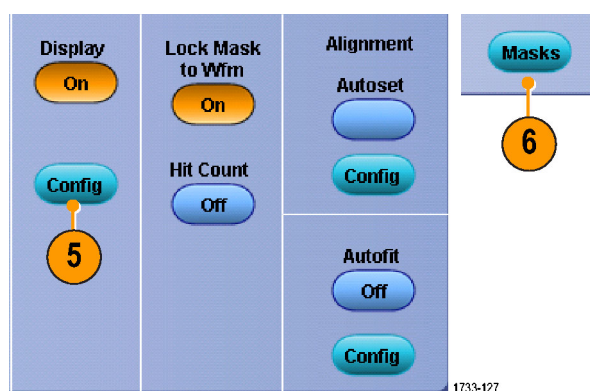 Display
On
Config
5
Lock Mask
to Wfm
On
Hit Count
Off
Alignment
Autoset
Config
Autofit
Off
Config
Masks
6
1733-127